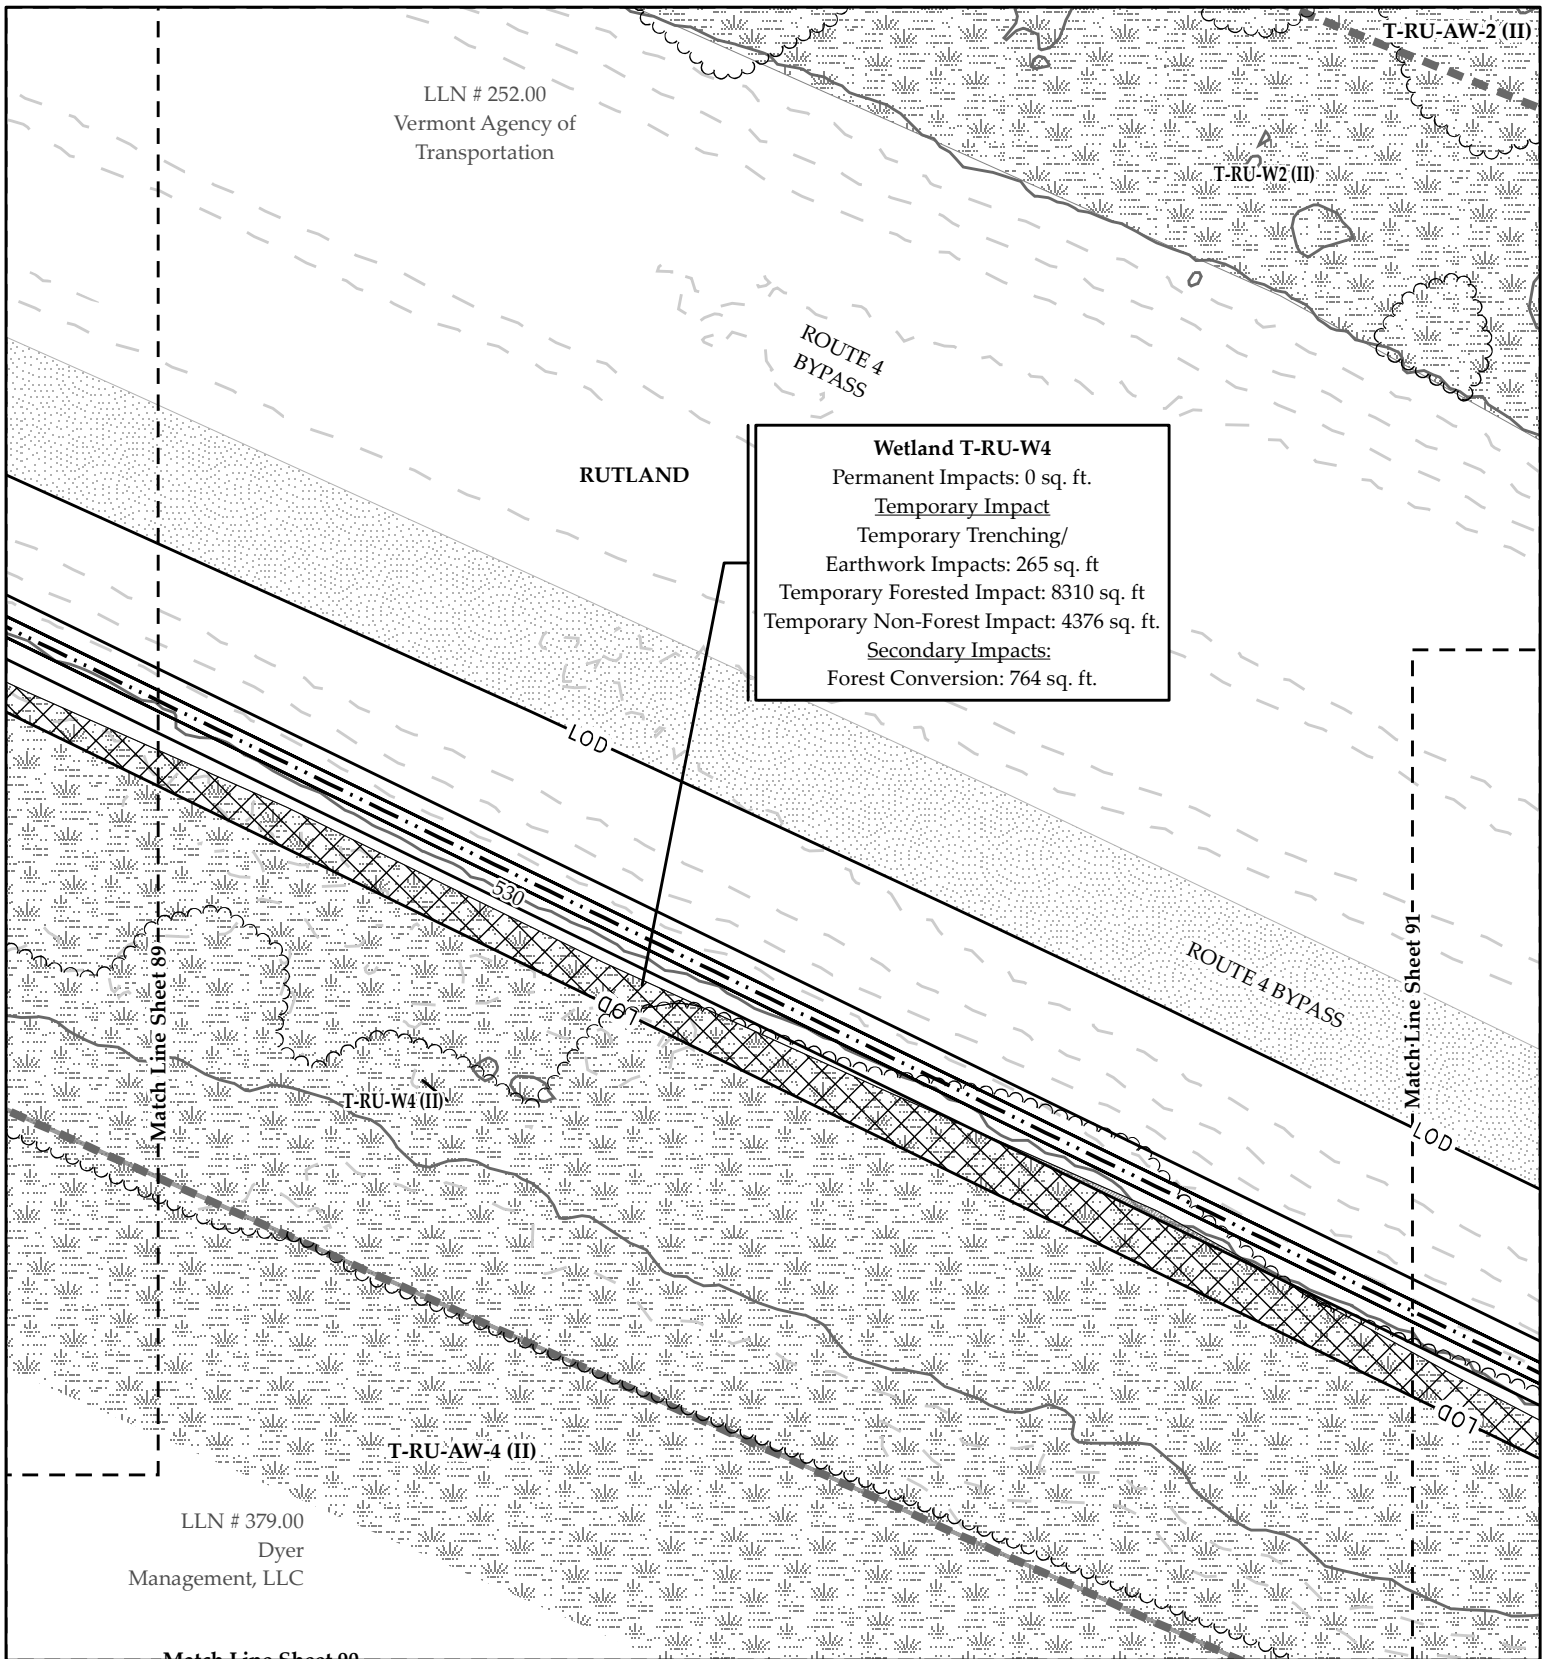 T-RU-AW-2 (II)
LLN # 252.00
Vermont Agency of
Transportation
T-RU-W2 (II)
ROUTE 4
BYPASS
RUTLAND
Wetland T-RU-W4
Permanent Impacts: 0 sq. ft.
Temporary Impact
Temporary Trenching/
Earthwork Impacts: 265 sq. ft
Temporary Forested Impact: 8310 sq. ft
Temporary Non-Forest Impact: 4376 sq. ft.
Secondary Impacts:
Forest Conversion: 764 sq. ft.
LOD
530
ROUTE 4 BYPASS
Match Line Sheet 89
Match Line Sheet 91
LOD
T-RU-W4 (II)
LOD
LOD
T-RU-AW-4 (II)
LLN # 379.00
Dyer
Management, LLC
Match Line Sheet 90